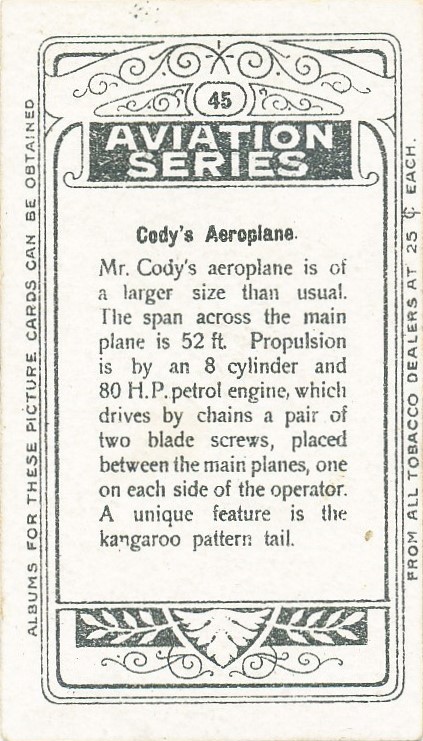 45
AVIATION
SERIES
Cody's Aeroplane.
Mr. Cody's aeroplane is of
a larger size than usual.
The span across the main
plane is 52 ft. Propulsion
is by an 8 cylinder and
80 H.P. petrol engine, which
drives by chains a pair of
two blade screws, placed
between the main planes, one
on each side of the operator.
A unique feature is the
kangaroo pattern tail.
ALBUMS FOR THESE PICTURE CARDS CAN BE OBTAINED
FROM ALL TOBACCO DEALERS AT 25 ₵ EACH.